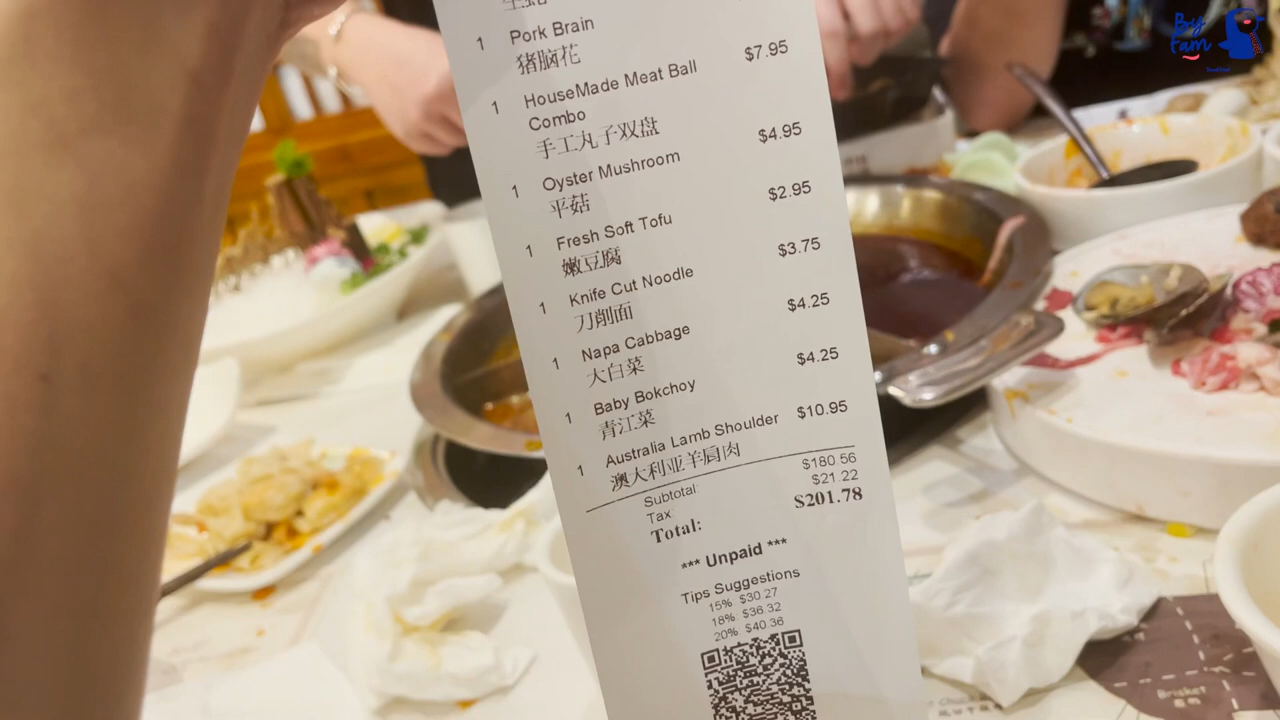 1 Pork Brain
猪脑花
1 HouseMade Meat Ball $7.95
Combo
手工丸子双盘
1 Oyster Mushroom $4.95
平菇
1 Fresh Soft Tofu $2.95
嫩豆腐
1 Knife Cut Noodle $3.75
刀削面
1 Napa Cabbage $4.25
大白菜
1 Baby Bokchoy $4.25
青江菜
1 Australia Lamb Shoulder $10.95
澳大利亚羊肩肉
Subtotal: $180.56
Tax: $21.22
Total: $201.78
*** Unpaid ***
Tips Suggestions
15% $30.27
18% $36.32
20% $40.36
By
Fam
Brisket